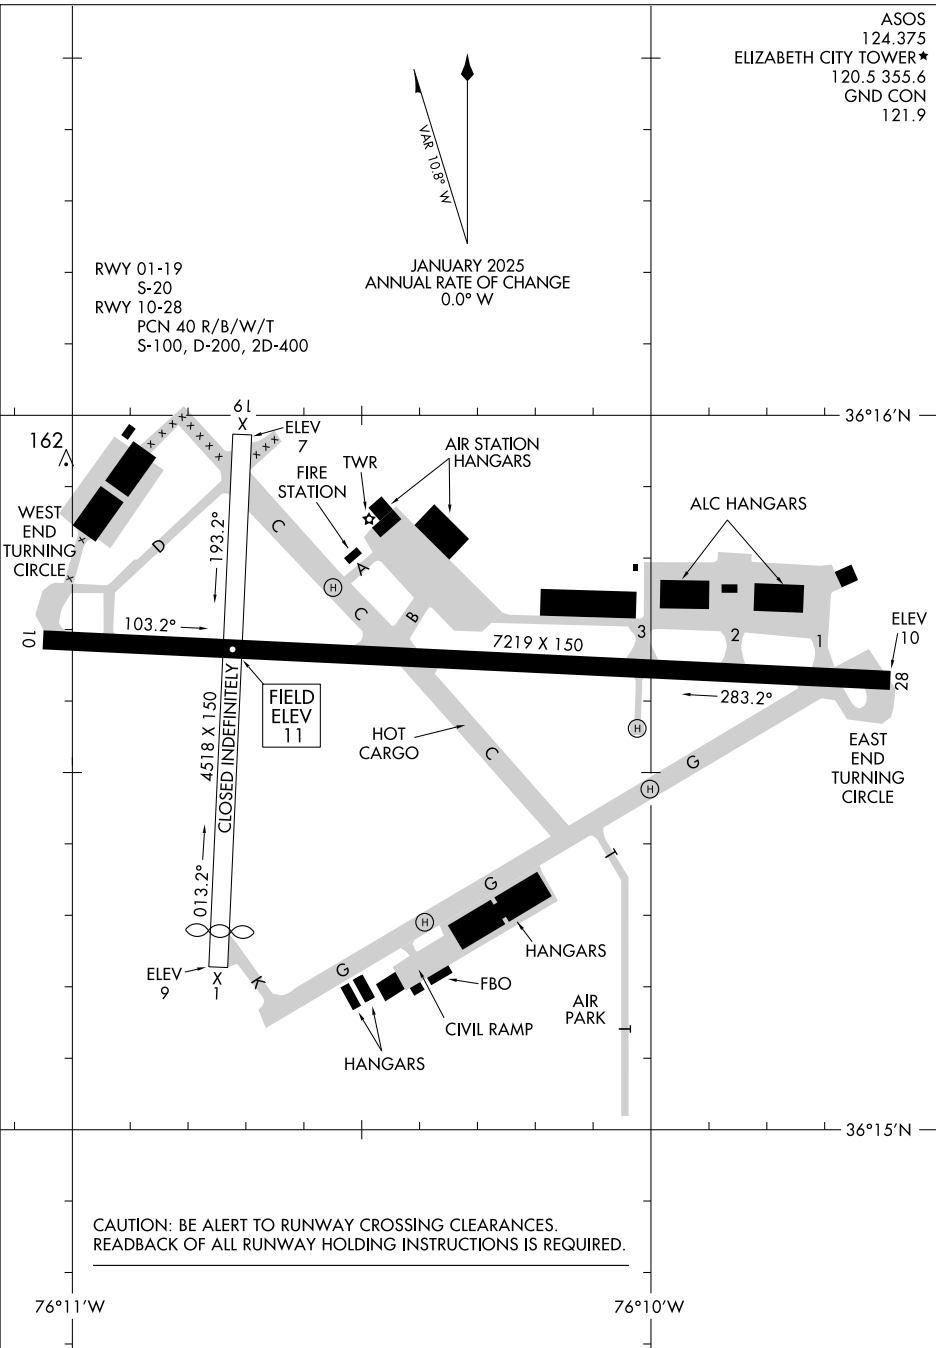 ASOS
124.375
ELIZABETH CITY TOWER★
120.5 355.6
GND CON
121.9
VAR 10.8° W
JANUARY 2025
ANNUAL RATE OF CHANGE
0.0° W
RWY 01-19
S-20
RWY 10-28
PCN 40 R/B/W/T
S-100, D-200, 2D-400
36°16'N
19
X
ELEV
7
162
WEST
END
TURNING
CIRCLE
D
193.2°
C
FIRE
STATION
TWR
AIR STATION
HANGARS
A
H
C
B
ALC HANGARS
3
2
1
ELEV
10
10
103.2°
7219 X 150
28
283.2°
FIELD
ELEV
11
4518 X 150
CLOSED INDEFINITELY
HOT
CARGO
C
H
G
H
EAST
END
TURNING
CIRCLE
013.2°
T
G
H
HANGARS
ELEV
9
X
1
K
G
FBO
CIVIL RAMP
HANGARS
AIR
PARK
T
36°15'N
CAUTION: BE ALERT TO RUNWAY CROSSING CLEARANCES.
READBACK OF ALL RUNWAY HOLDING INSTRUCTIONS IS REQUIRED.
76°11'W
76°10'W